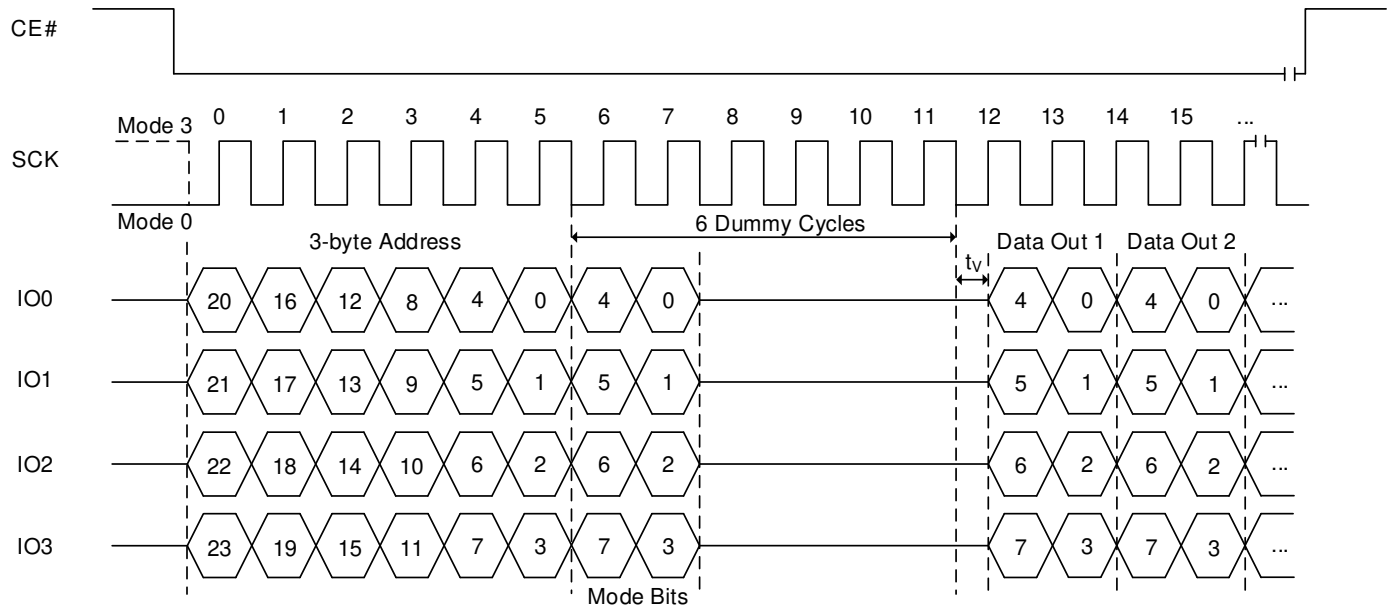 CE#
Mode 3
0 1 2 3 4 5 6 7 8 9 10 11 12 13 14 15 ...
SCK
Mode 0
6 Dummy Cycles
3-byte Address
Data Out 1 Data Out 2
tV
IO0 20 16 12 8 4 0 4 0 4 0 4 0 ...
IO1 21 17 13 9 5 1 5 1 5 1 5 1 ...
IO2 22 18 14 10 6 2 6 2 6 2 6 2 ...
IO3 23 19 15 11 7 3 7 3 7 3 7 3 ...
Mode Bits